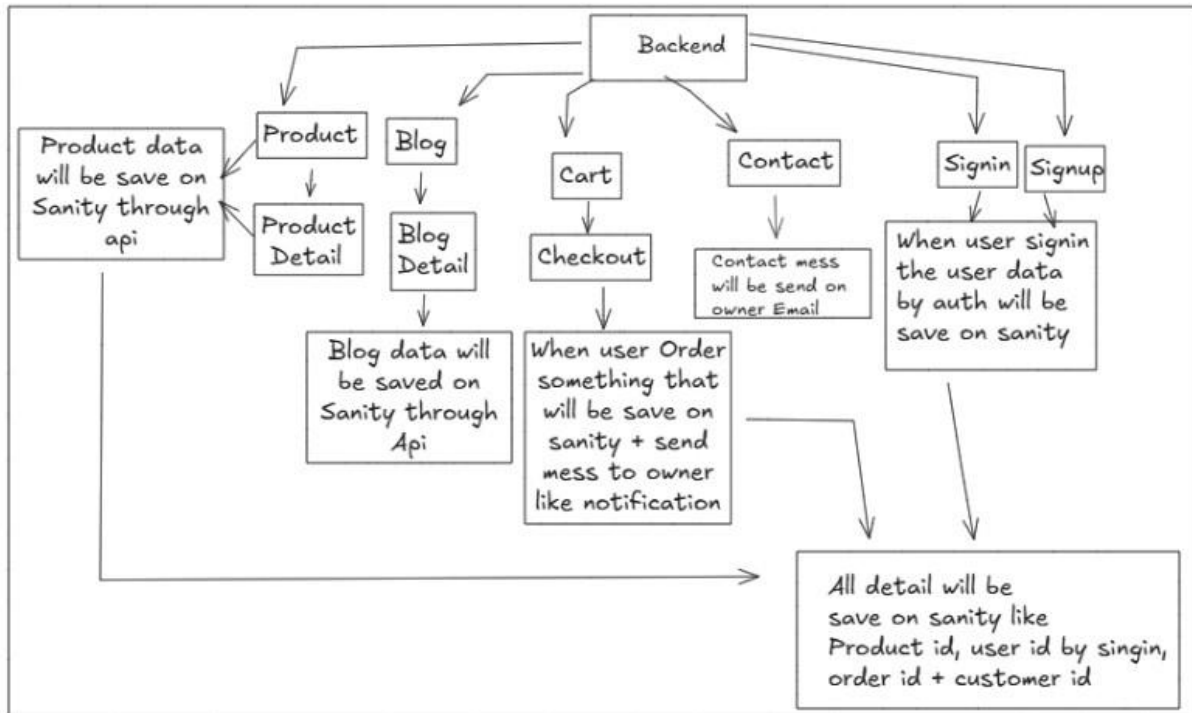 Backend
Product data
will be save on
Sanity through
api
Product
Product
Detail
Blog
Blog
Detail
Blog data will
be saved on
Sanity through
Api
Cart
Checkout
When user Order
something that
will be save on
sanity + send
mess to owner
like notification
Contact
Contact mess
will be send on
owner Email
Signin
Signup
When user signin
the user data
by auth will be
save on sanity
All detail will be
save on sanity like
Product id, user id by singin,
order id + customer id